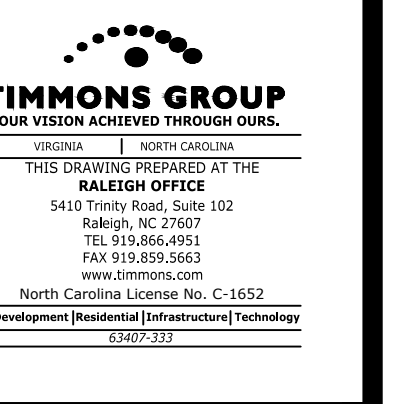 TIMMONS GROUP
OUR VISION ACHIEVED THROUGH OURS.
VIRGINIA | NORTH CAROLINA
THIS DRAWING PREPARED AT THE
RALEIGH OFFICE
5410 Trinity Road, Suite 102
Raleigh, NC 27607
TEL 919.866.4951
FAX 919.859.5663
www.timmons.com
North Carolina License No. C-1652
evelopment | Residential | Infrastructure | Technology
63407-333